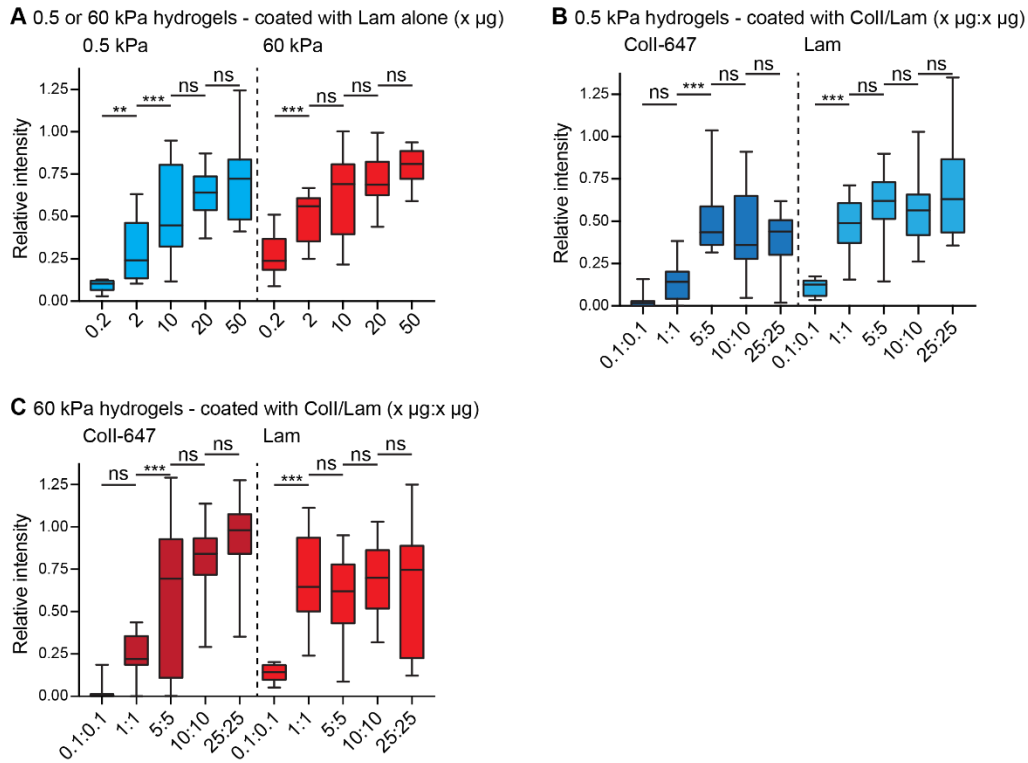 A 0.5 or 60 kPa hydrogels - coated with Lam alone (x µg)
0.5 kPa 60 kPa
ns ns
** *** ns *** ns ns
Relative intensity
1.25
1.00
0.75
0.50
0.25
0.00
0.2 2 10 20 50 0.2 2 10 20 50
B 0.5 kPa hydrogels - coated with ColI/Lam (x µg:x µg)
ColI-647 Lam
ns *** ns ns *** ns ns ns
Relative intensity
1.25
1.00
0.75
0.50
0.25
0.00
0.1:0.1 1:1 5:5 10:10 25:25 0.1:0.1 1:1 5:5 10:10 25:25
C 60 kPa hydrogels - coated with ColI/Lam (x µg:x µg)
ColI-647 Lam
ns *** ns ns *** ns ns ns
Relative intensity
1.25
1.00
0.75
0.50
0.25
0.00
0.1:0.1 1:1 5:5 10:10 25:25 0.1:0.1 1:1 5:5 10:10 25:25